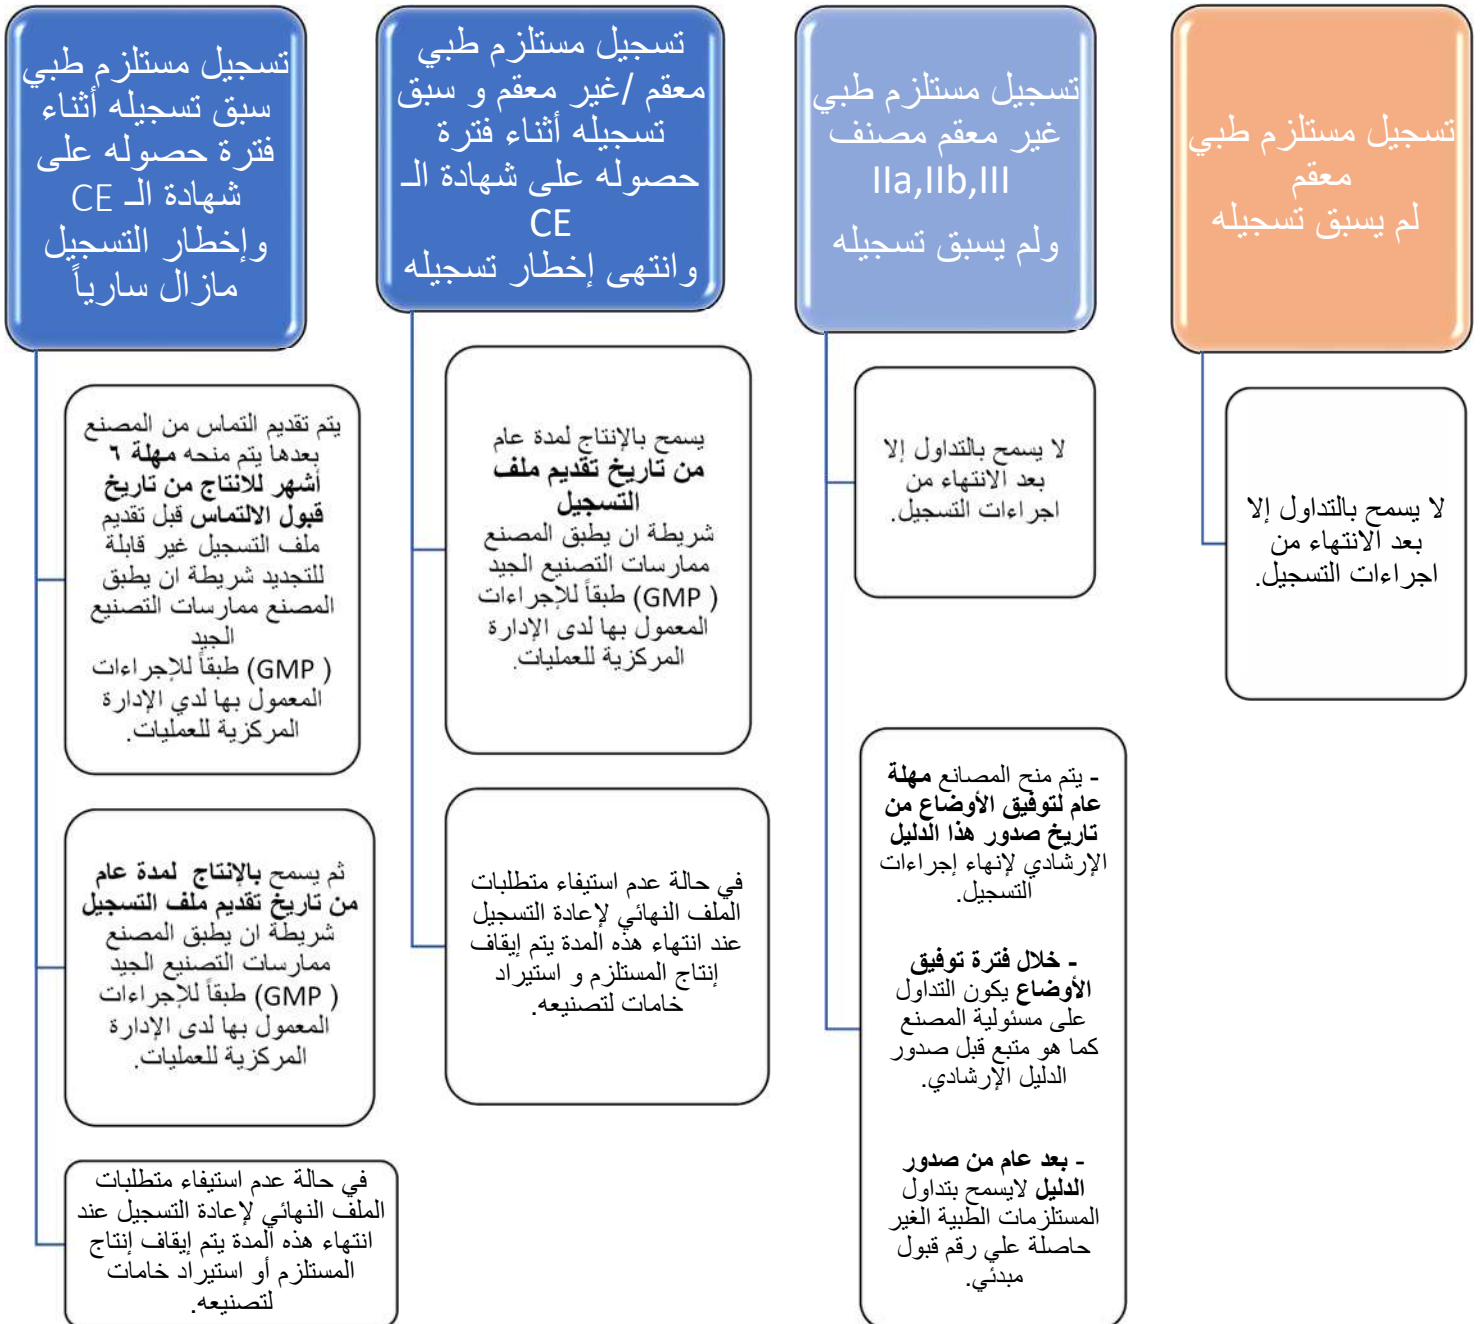 تسجيل مستلزم طبي
معقم
لم يسبق تسجيله
لا يسمح بالتداول إلا
بعد الانتهاء من
اجراءات التسجيل.
تسجيل مستلزم طبي
غير معقم مصنف
IIa,IIb,III
ولم يسبق تسجيله
لا يسمح بالتداول إلا
بعد الانتهاء من
اجراءات التسجيل.
- يتم منح المصانع مهلة
عام لتوفيق الأوضاع من
تاريخ صدور هذا الدليل
الإرشادي لإنهاء إجراءات
التسجيل.
- خلال فترة توفيق
الأوضاع يكون التداول
على مسئولية المصنع
كما هو متبع قبل صدور
الدليل الإرشادي.
- بعد عام من صدور
الدليل لايسمح بتداول
المستلزمات الطبية الغير
حاصلة علي رقم قبول
مبدئي.
تسجيل مستلزم طبي
معقم /غير معقم و سبق
تسجيله أثناء فترة
حصوله على شهادة الـ
CE
وانتهى إخطار تسجيله
يسمح بالإنتاج لمدة عام
من تاريخ تقديم ملف
التسجيل
شريطة ان يطبق المصنع
ممارسات التصنيع الجيد
( GMP) طبقاً للإجراءات
المعمول بها لدى الإدارة
المركزية للعمليات.
في حالة عدم استيفاء متطلبات
الملف النهائي لإعادة التسجيل
عند انتهاء هذه المدة يتم إيقاف
إنتاج المستلزم و استيراد
خامات لتصنيعه.
تسجيل مستلزم طبي
سبق تسجيله أثناء
فترة حصوله على
شهادة الـ CE
وإخطار التسجيل
مازال سارياً
يتم تقديم التماس من المصنع
بعدها يتم منحه مهلة ٦
أشهر للانتاج من تاريخ
قبول الالتماس قبل تقديم
ملف التسجيل غير قابلة
للتجديد شريطة ان يطبق
المصنع ممارسات التصنيع
الجيد
( GMP) طبقاً للإجراءات
المعمول بها لدي الإدارة
المركزية للعمليات.
ثم يسمح بالإنتاج لمدة عام
من تاريخ تقديم ملف التسجيل
شريطة ان يطبق المصنع
ممارسات التصنيع الجيد
( GMP) طبقاً للإجراءات
المعمول بها لدى الإدارة
المركزية للعمليات.
في حالة عدم استيفاء متطلبات
الملف النهائي لإعادة التسجيل عند
انتهاء هذه المدة يتم إيقاف إنتاج
المستلزم أو استيراد خامات
لتصنيعه.